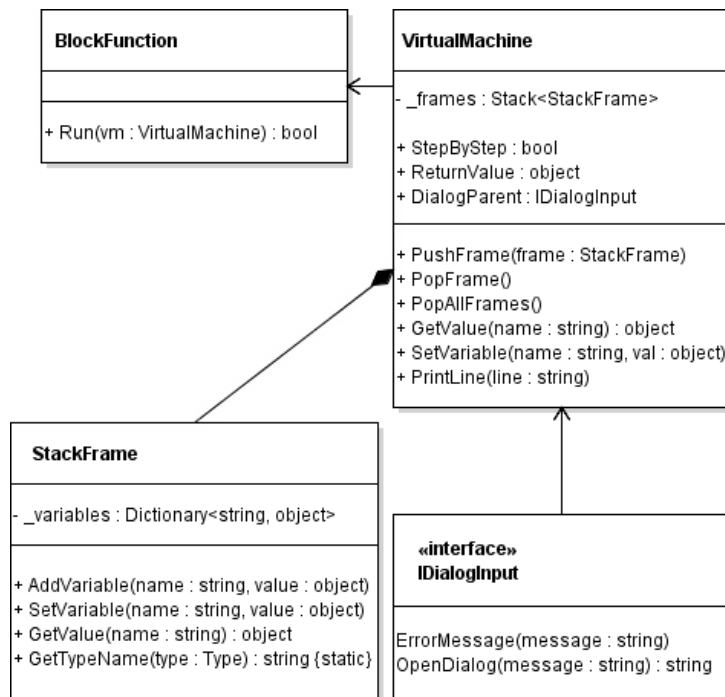 BlockFunction
+ Run(vm : VirtualMachine) : bool
VirtualMachine
- _frames : Stack<StackFrame>
+ StepByStep : bool
+ ReturnValue : object
+ DialogParent : IDialogInput
+ PushFrame(frame : StackFrame)
+ PopFrame()
+ PopAllFrames()
+ GetValue(name : string) : object
+ SetVariable(name : string, val : object)
+ PrintLine(line : string)
StackFrame
- _variables : Dictionary<string, object>
+ AddVariable(name : string, value : object)
+ SetVariable(name : string, value : object)
+ GetValue(name : string) : object
+ GetTypeName(type : Type) : string {static}
«interface»
IDialogInput
ErrorMessage(message : string)
OpenDialog(message : string) : string